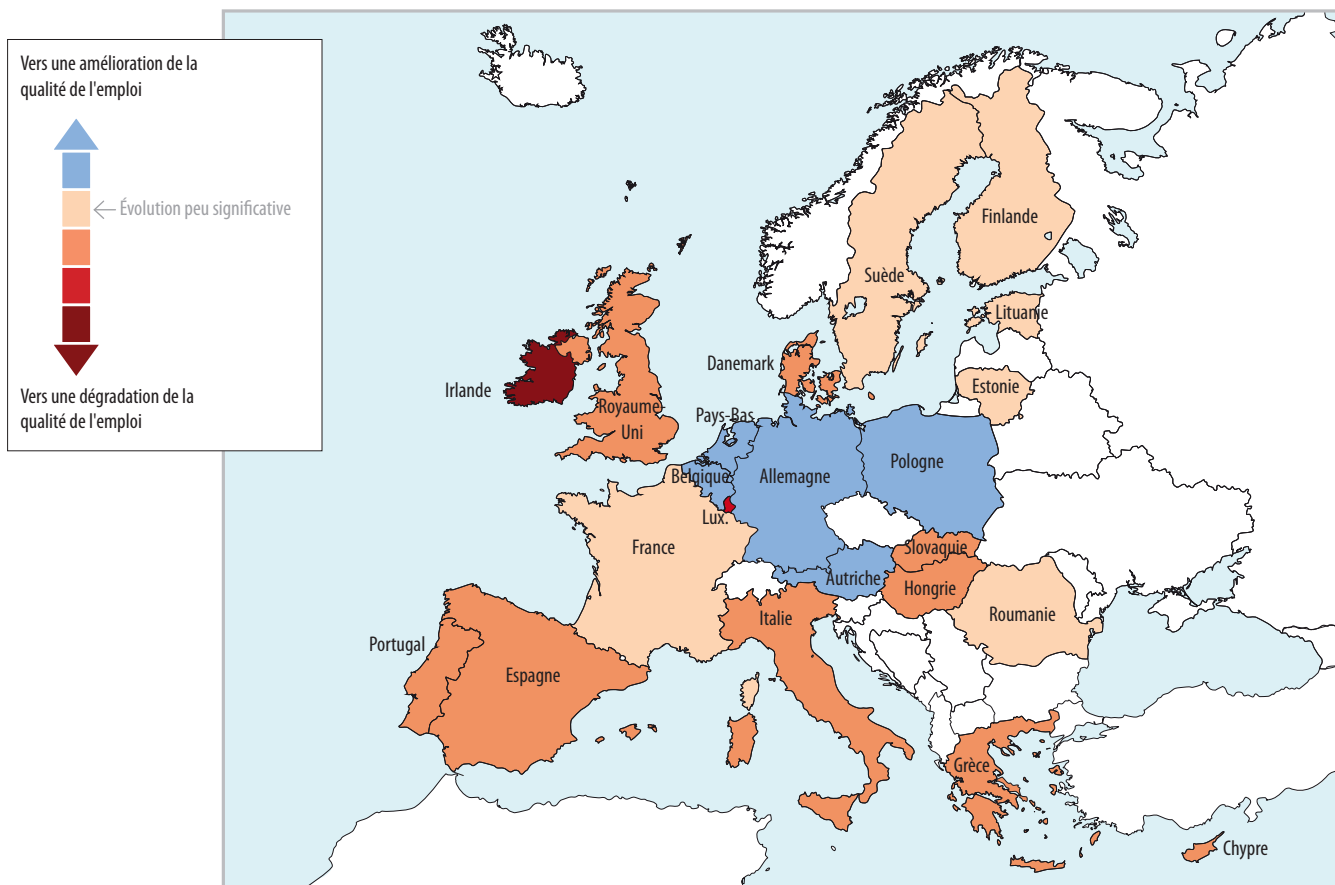 Vers une amélioration de la
qualité de l'emploi
Évolution peu significative
Vers une dégradation de la
qualité de l'emploi
Finlande
Suède
Lituanie
Danemark
Estonie
Irlande
Royaume
Uni
Pays-Bas
Belgique
Allemagne
Pologne
Lux.
France
Slovaquie
Autriche
Hongrie
Roumanie
Italie
Portugal
Espagne
Grèce
Chypre